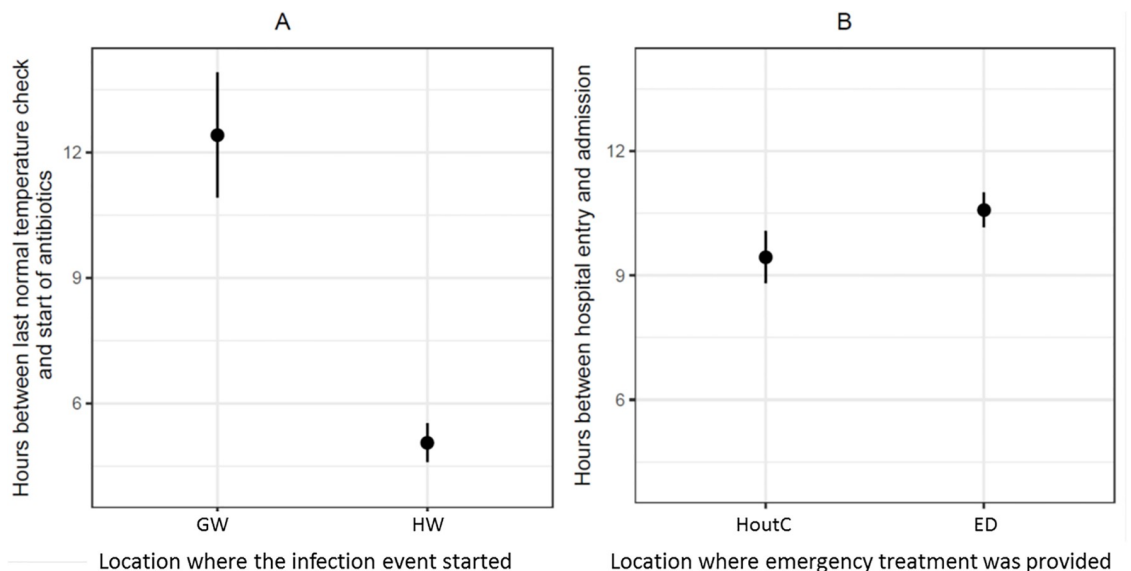 A
Hours between last normal temperature check
and start of antibiotics
12
9
6
GW HW
Location where the infection event started
B
Hours between hospital entry and admission
12
9
6
HoutC ED
Location where emergency treatment was provided